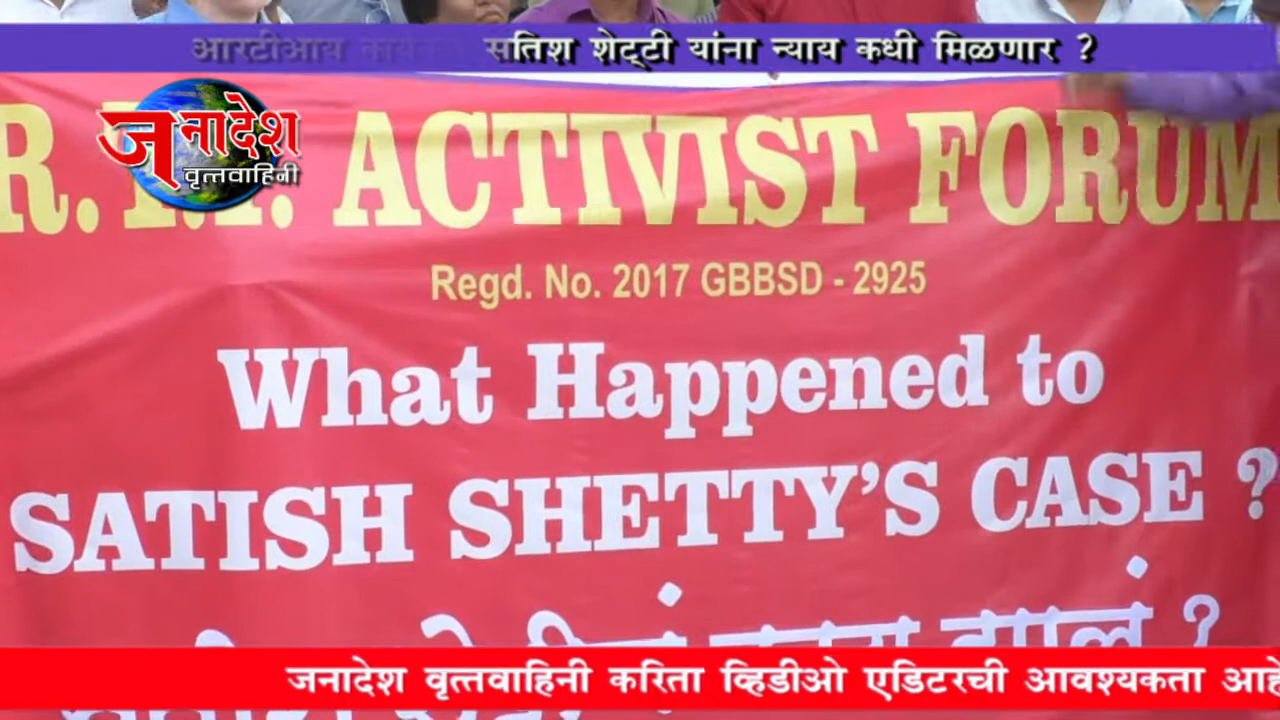 सतिश शेट्टी यांना न्याय कधी मिळणार ?
जनादेश
वृत्तवाहिनी
ACTIVIST FORUM
Regd. No. 2017 GBBSD - 2925
What Happened to
SATISH SHETTY'S CASE ?
जनादेश वृत्तवाहिनी करिता व्हिडीओ एडिटरची आवश्यकता आहे